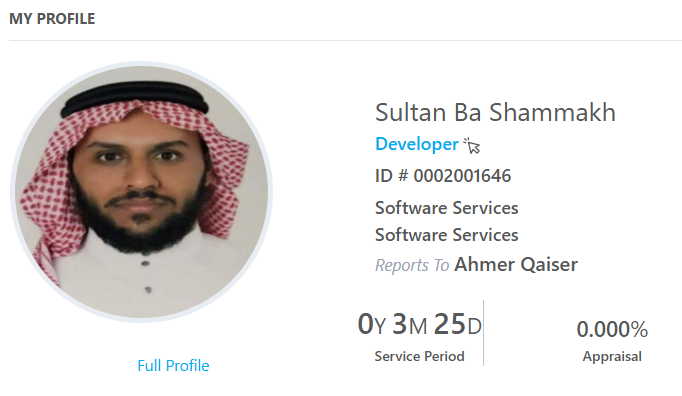 MY PROFILE
Sultan Ba Shammakh
Developer
ID # 0002001646
Software Services
Software Services
Reports To Ahmer Qaiser
0Y 3M 25D
Service Period
0.000%
Appraisal
Full Profile